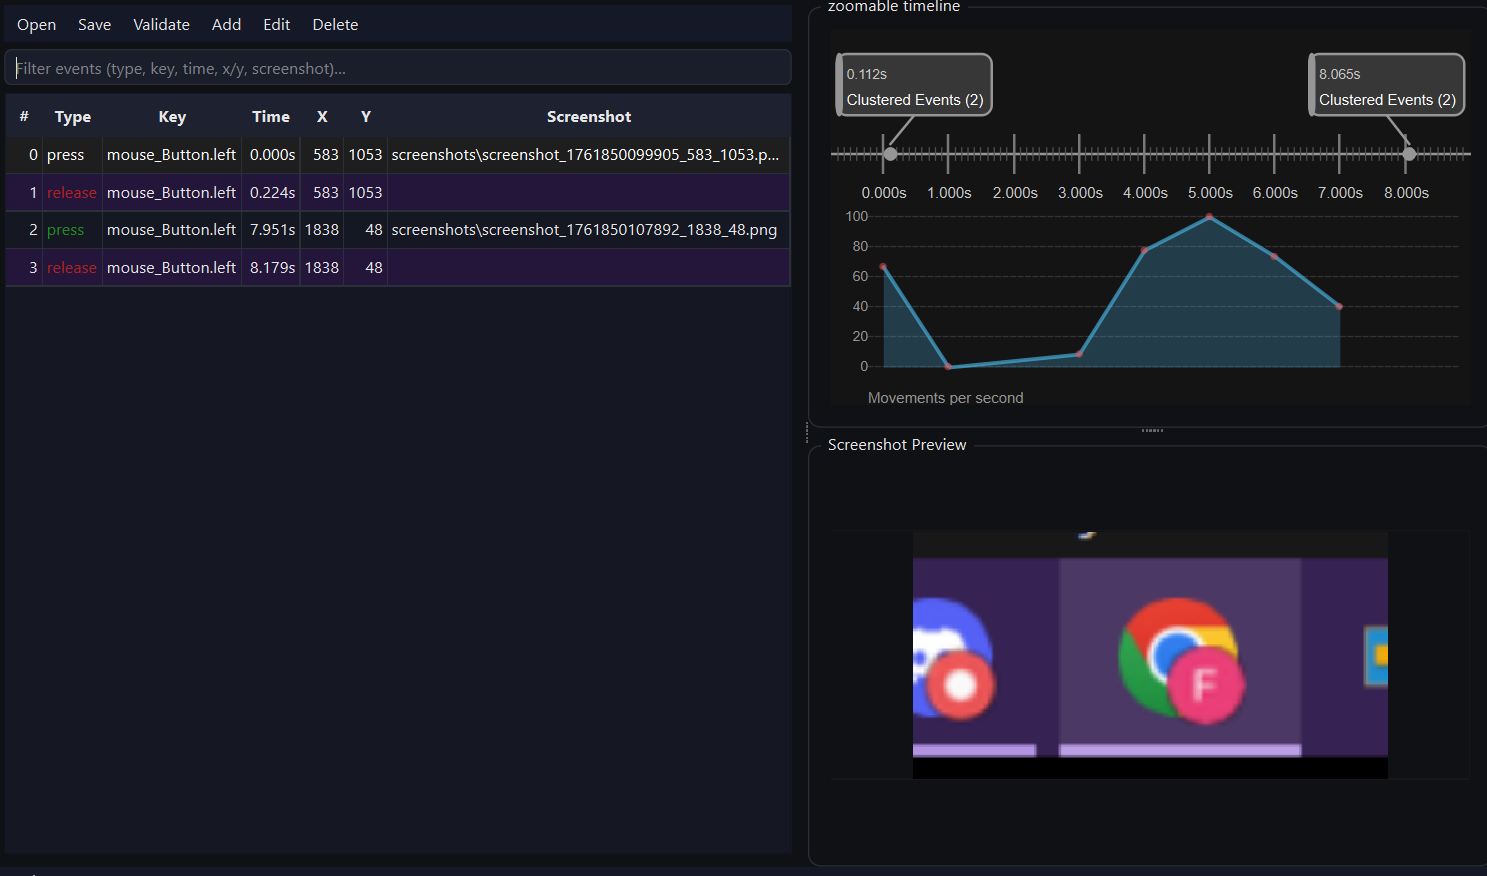 Open Save Validate Add Edit Delete
Filter events (type, key, time, x/y, screenshot)...
# Type Key Time X Y Screenshot
0 press mouse_Button.left 0.000s 583 1053 screenshots\screenshot_1761850099905_583_1053.p...
1 release mouse_Button.left 0.224s 583 1053
2 press mouse_Button.left 7.951s 1838 48 screenshots\screenshot_1761850107892_1838_48.png
3 release mouse_Button.left 8.179s 1838 48
zoomable timeline
0.112s
Clustered Events (2)
8.065s
Clustered Events (2)
0.000s 1.000s 2.000s 3.000s 4.000s 5.000s 6.000s 7.000s 8.000s
100
80
60
40
20
0
Movements per second
Screenshot Preview
F